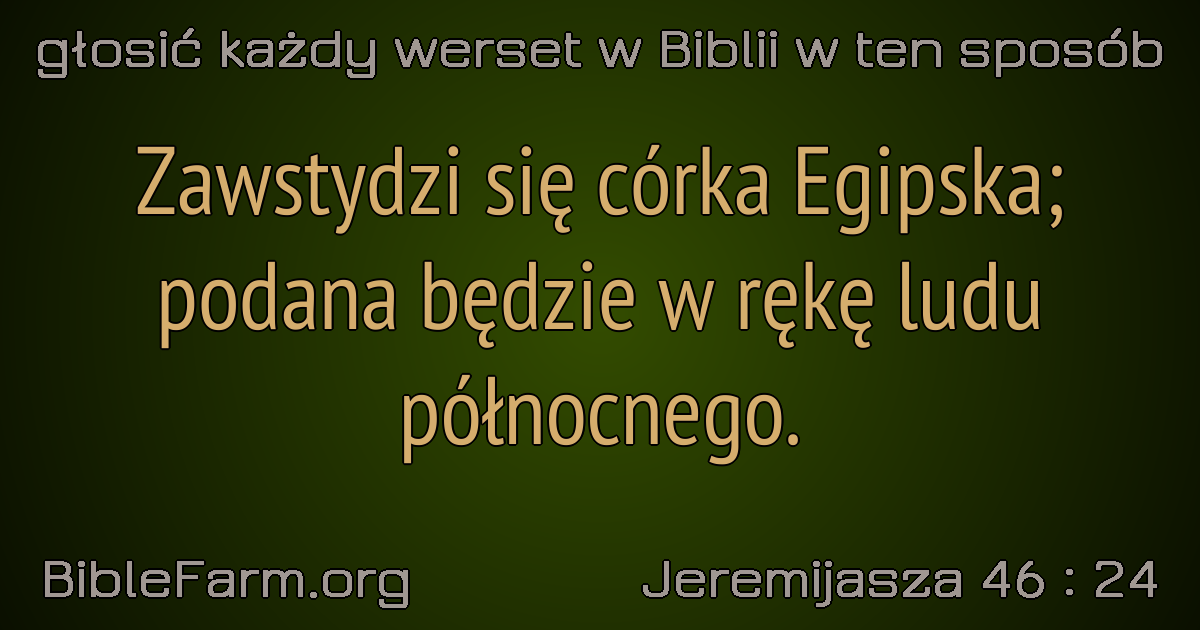 głosić każdy werset w Biblii w ten sposób
Zawstydzi się córka Egipska;
podana będzie w rękę ludu
północnego.
BibleFarm.org
Jeremijasza 46 : 24